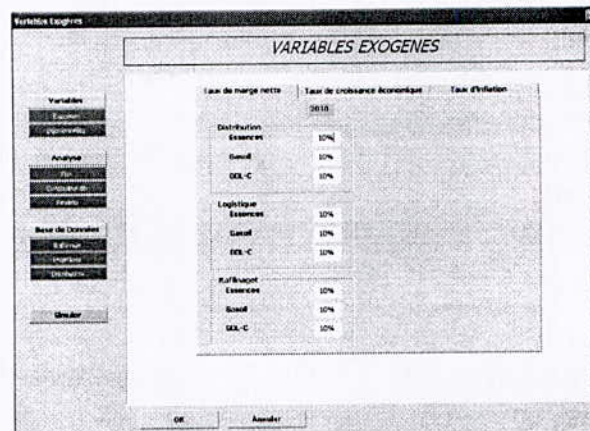 Variables Exogènes
VARIABLES EXOGENES
Variables
Analyse
Prix
Base de Données
Simuler
Taux de marge nette
Taux de croissance économique
Taux d'Inflation
2010
Distribution
Essences 10%
Gasoil 10%
GPL-C 10%
Logistique
Essences 10%
Gasoil 10%
GPL-C 10%
Raffinage
Essences 10%
Gasoil 10%
GPL-C 10%
OK
Annuler